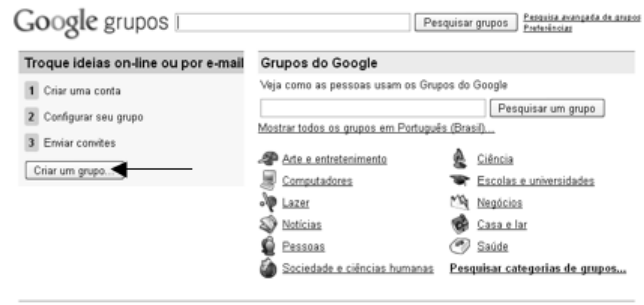 Google grupos
Pesquisar grupos
Pesquisa avançada de grupos
Preferências
Troque ideias on-line ou por e-mail
1 Criar uma conta
2 Configurar seu grupo
3 Enviar convites
Criar um grupo...
Grupos do Google
Veja como as pessoas usam os Grupos do Google
Pesquisar um grupo
Mostrar todos os grupos em Português (Brasil)...
Arte e entretenimento
Ciência
Computadores
Escolas e universidades
Lazer
Negócios
Notícias
Casa e lar
Pessoas
Saúde
Sociedade e ciências humanas
Pesquisar categorias de grupos...